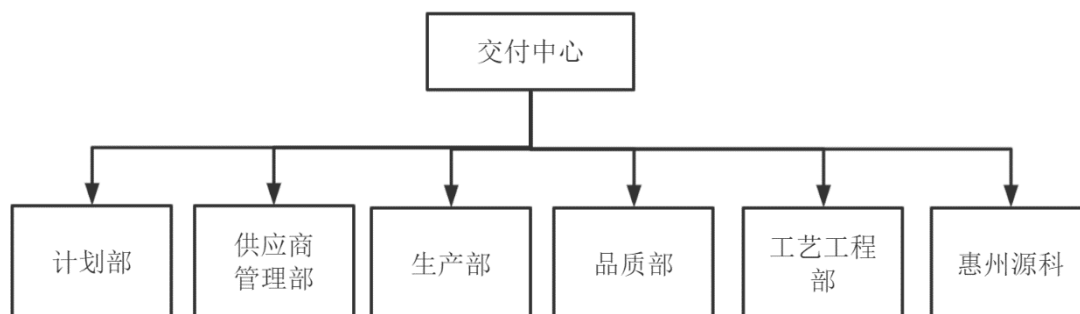 交付中心
计划部
供应商
管理部
生产部
品质部
工艺工程
部
惠州源科